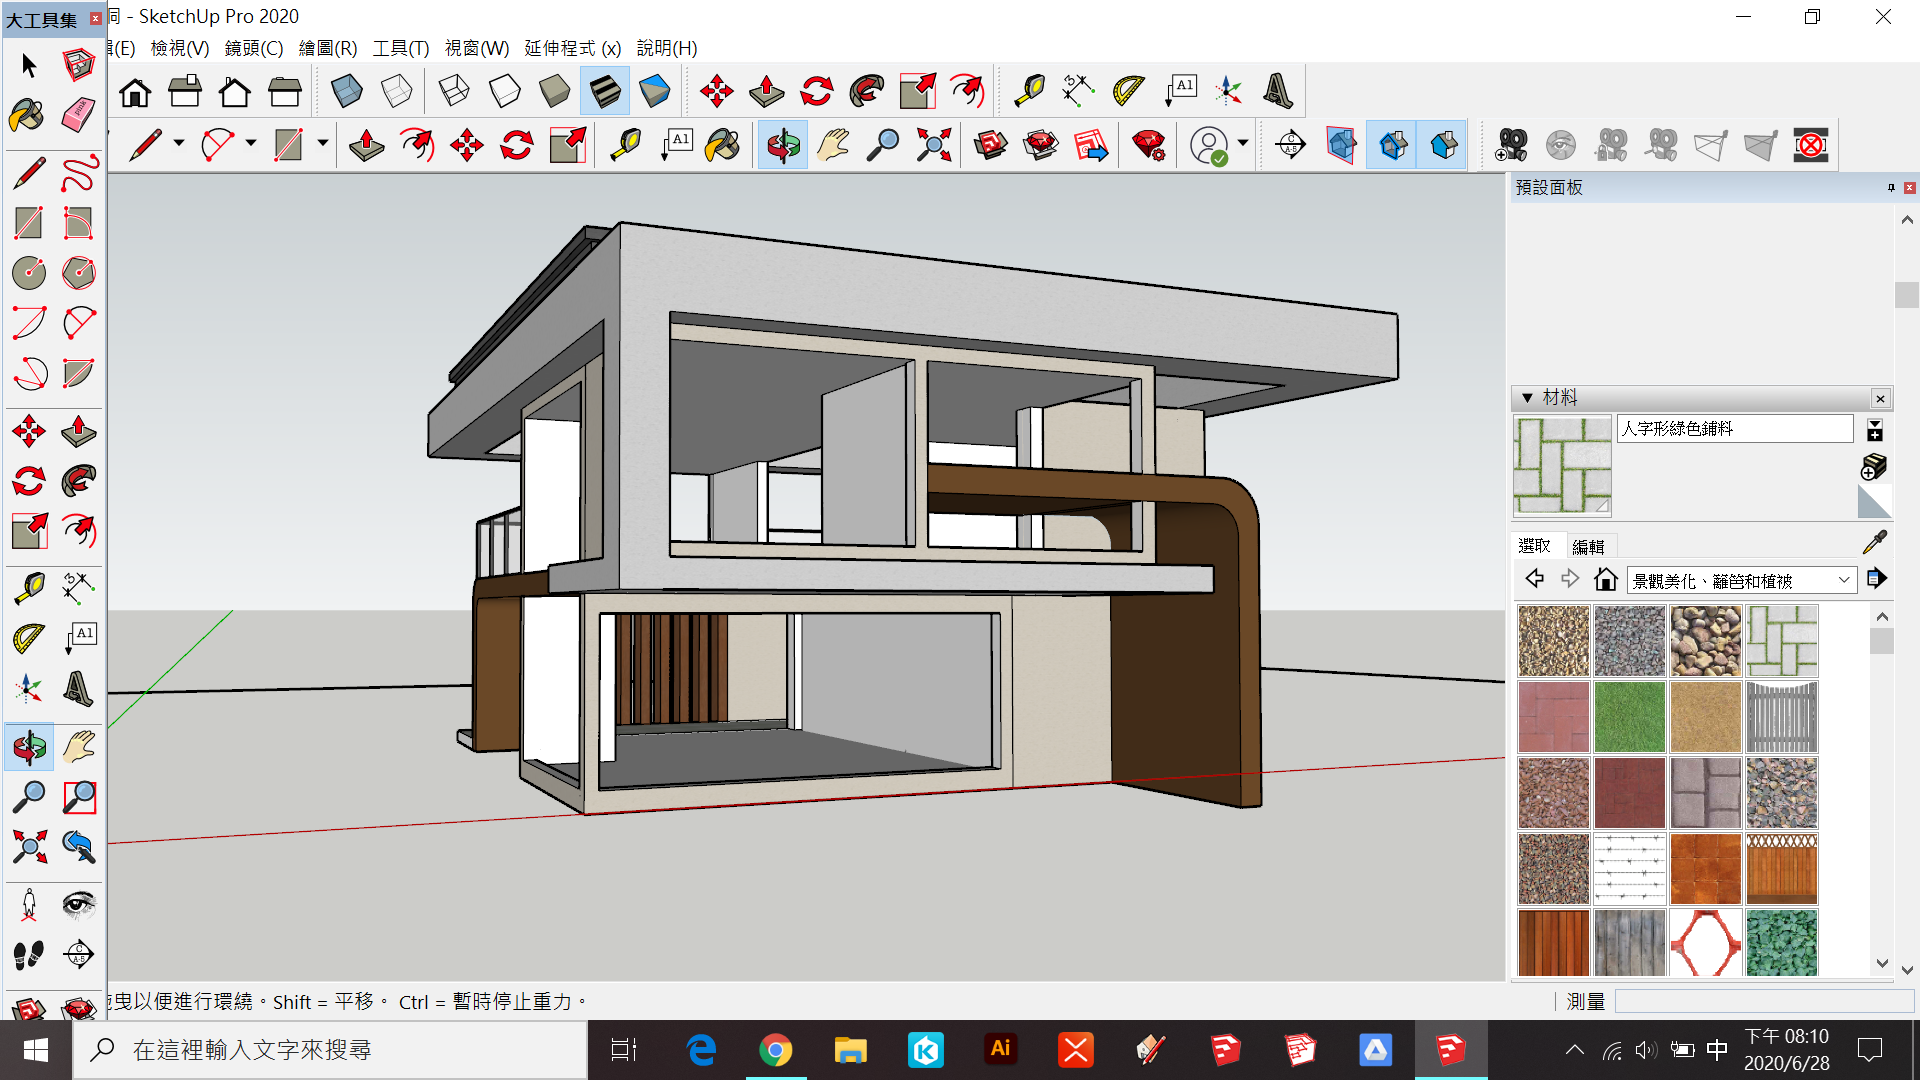 大工具集
洞 - SketchUp Pro 2020
輯(E) 檢視(V) 鏡頭(C) 繪圖(R) 工具(T) 視窗(W) 延伸程式 (x) 說明(H)
A1
A1
預設面板
材料
人字形綠色鋪料
選取
編輯
景觀美化、籬笆和植被
A1
拖曳以便進行環繞。Shift = 平移。 Ctrl = 暫時停止重力。
測量
在這裡輸入文字來搜尋
Ai
中
下午 08:10
2020/6/28